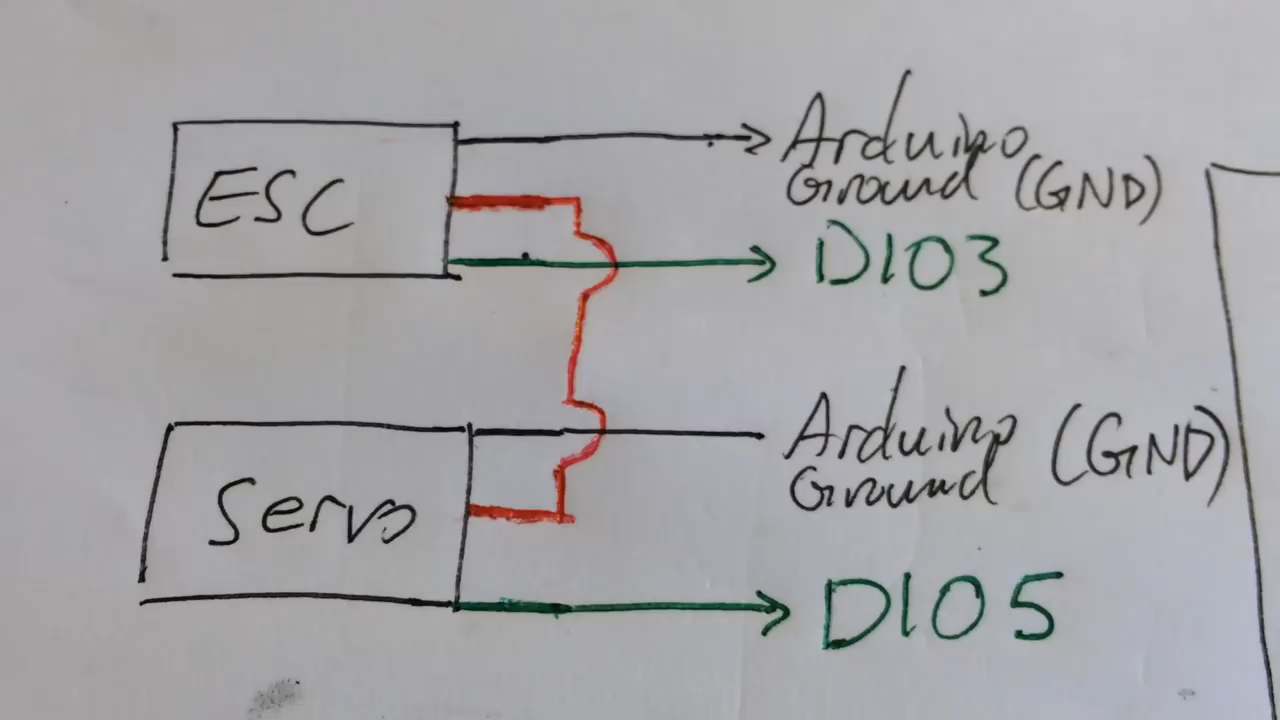 ESC
Arduino
Ground (GND)
DIO3
Servo
Arduino
Ground (GND)
DIO5